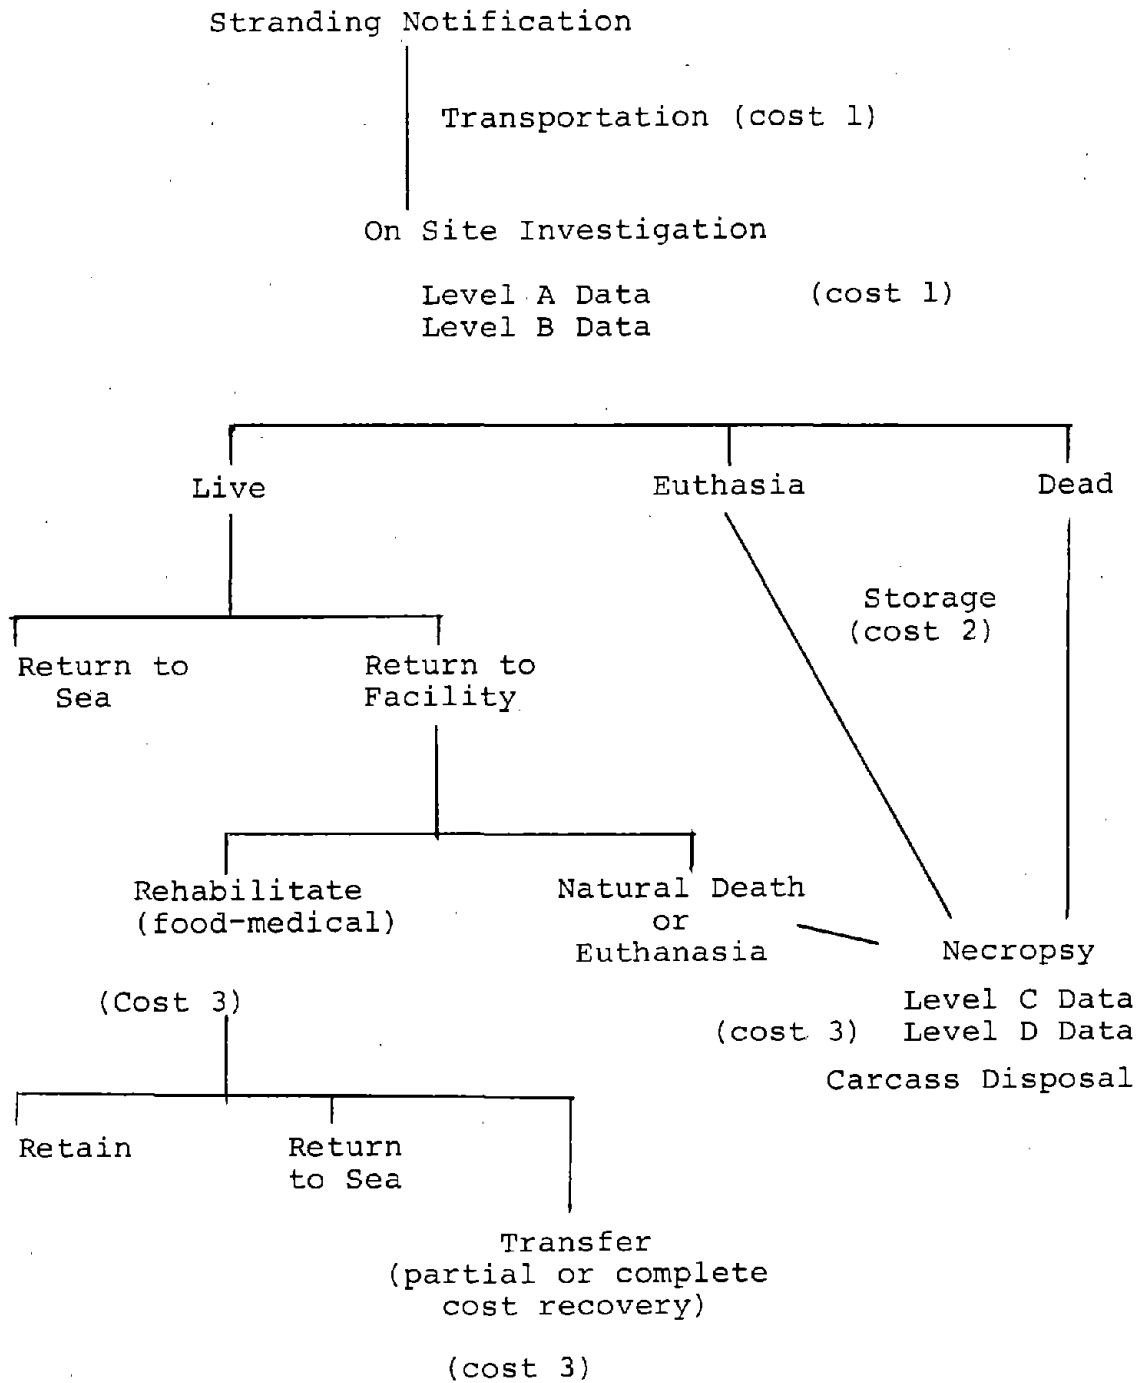 Stranding Notification
Transportation (cost 1)
On Site Investigation
Level A Data (cost 1)
Level B Data
Live Euthasia Dead
Storage
(cost 2)
Return to Return to
Sea Facility
Rehabilitate Natural Death
(food-medical) or
Euthanasia Necropsy
(Cost 3) Level C Data
(cost 3) Level D Data
Carcass Disposal
Retain Return
to Sea
Transfer
(partial or complete
cost recovery)
(cost 3)